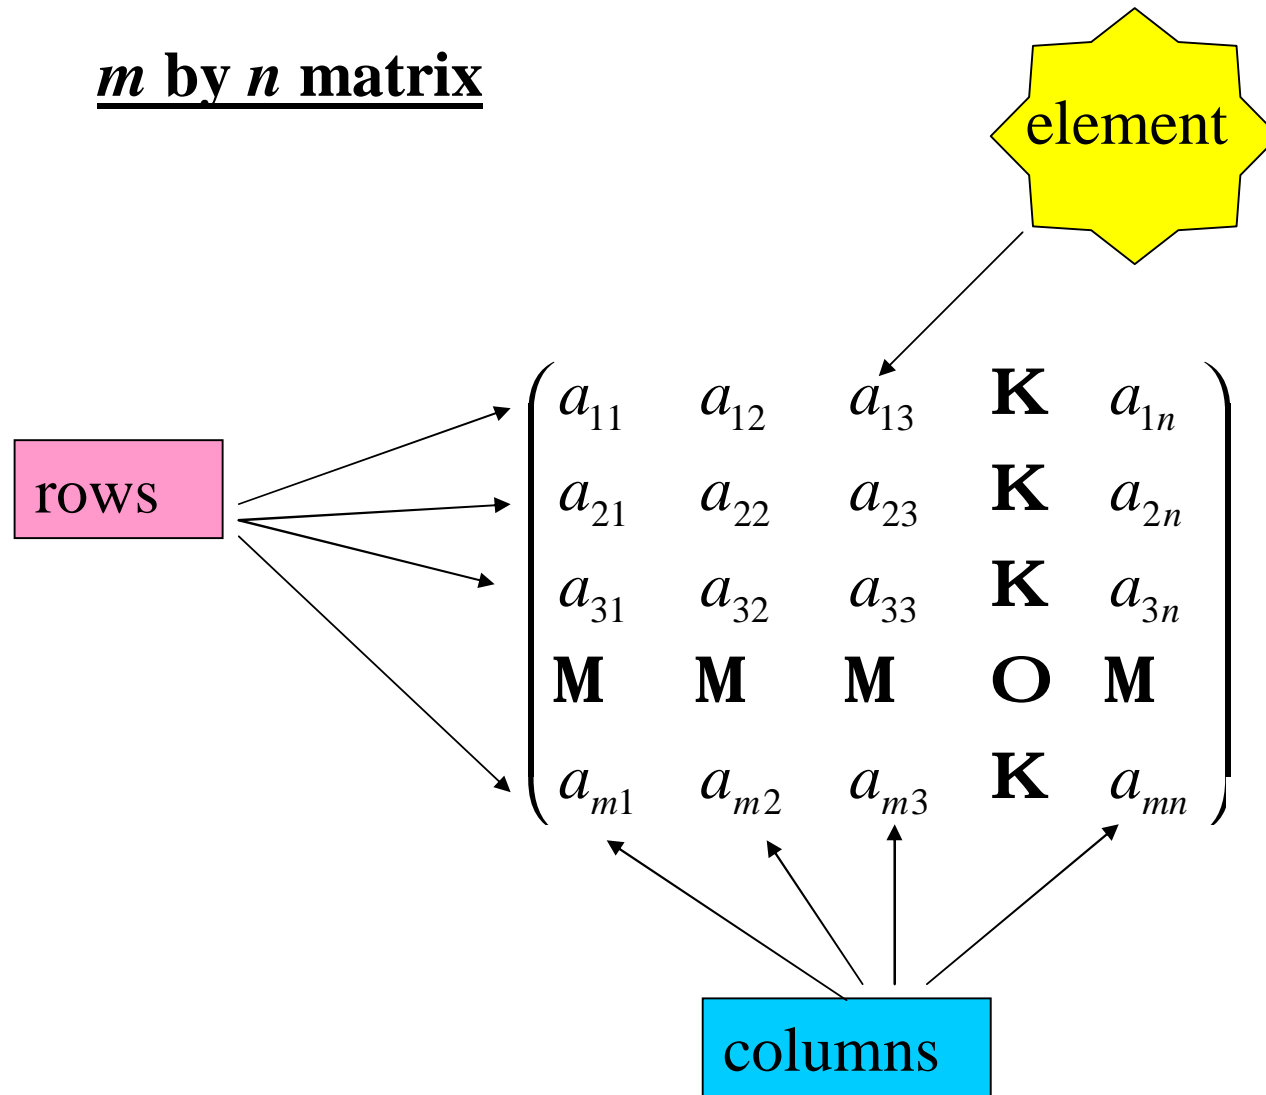 m by n matrix
element
a11 a12 a13 K a1n
rows
a21 a22 a23 K a2n
a31 a32 a33 K a3n
M M M O M
am1 am2 am3 K amn
columns